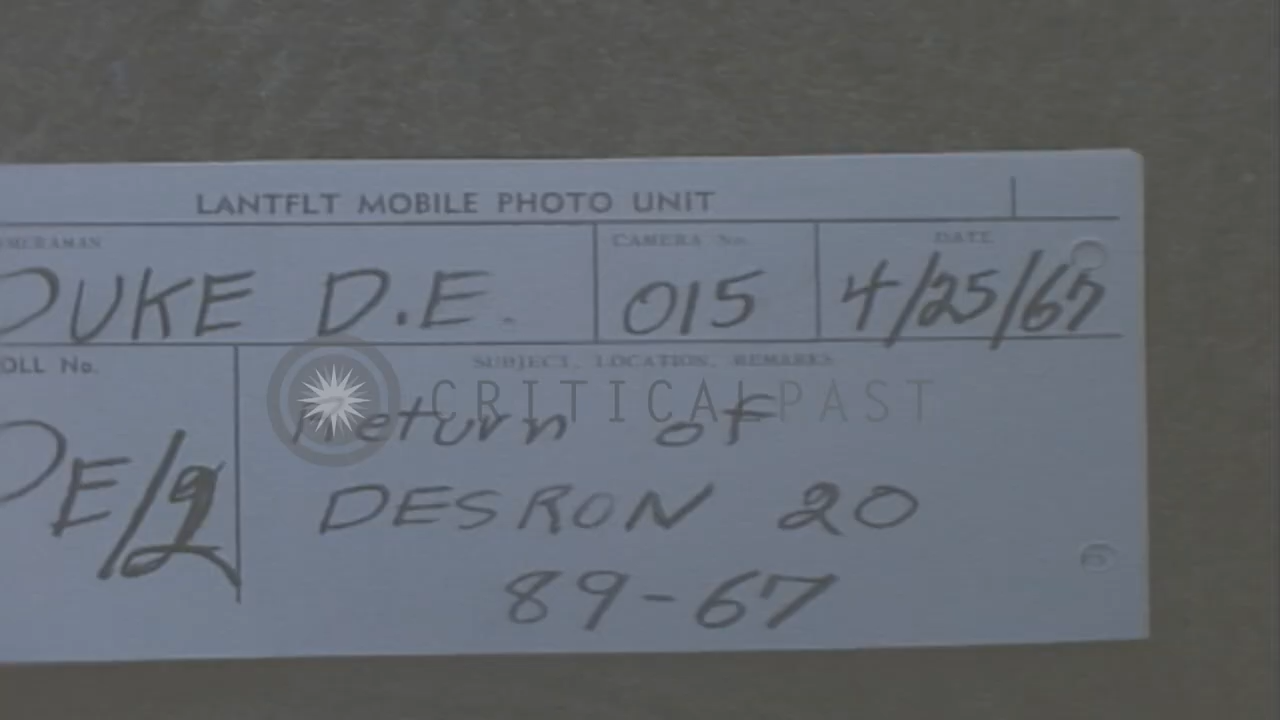 LANTFLT MOBILE PHOTO UNIT
CAMERA No. DATE
DUKE D.E. 015 4/25/67
OLL No. SUBJECT, LOCATION, REMARKS
CRITICALPAST
Return of
DE/2
DESRON 20
89-67